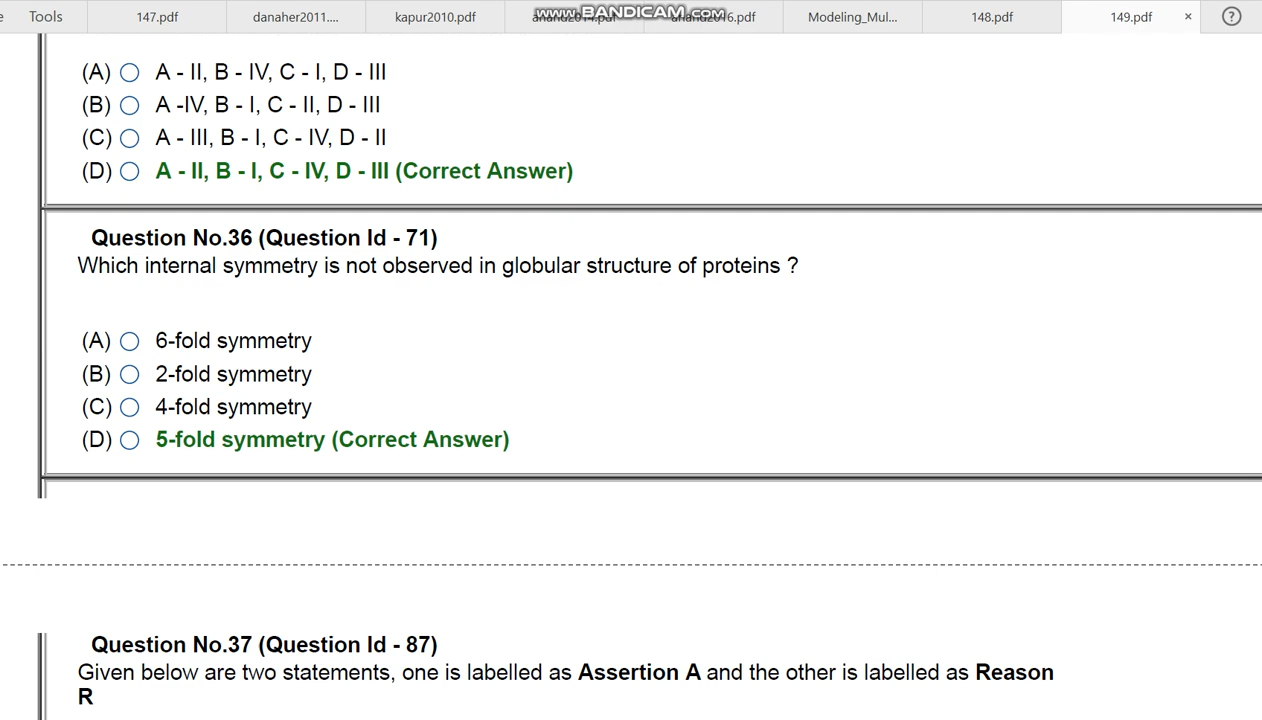 Tools 147.pdf danaher2011.... kapur2010.pdf anand2014.pdf anand2016.pdf Modeling_Mul... 148.pdf 149.pdf × ?
www.BANDICAM.com
(A) A - II, B - IV, C - I, D - III
(B) A -IV, B - I, C - II, D - III
(C) A - III, B - I, C - IV, D - II
(D) A - II, B - I, C - IV, D - III (Correct Answer)
Question No.36 (Question Id - 71)
Which internal symmetry is not observed in globular structure of proteins ?
(A) 6-fold symmetry
(B) 2-fold symmetry
(C) 4-fold symmetry
(D) 5-fold symmetry (Correct Answer)
Question No.37 (Question Id - 87)
Given below are two statements, one is labelled as Assertion A and the other is labelled as Reason
R